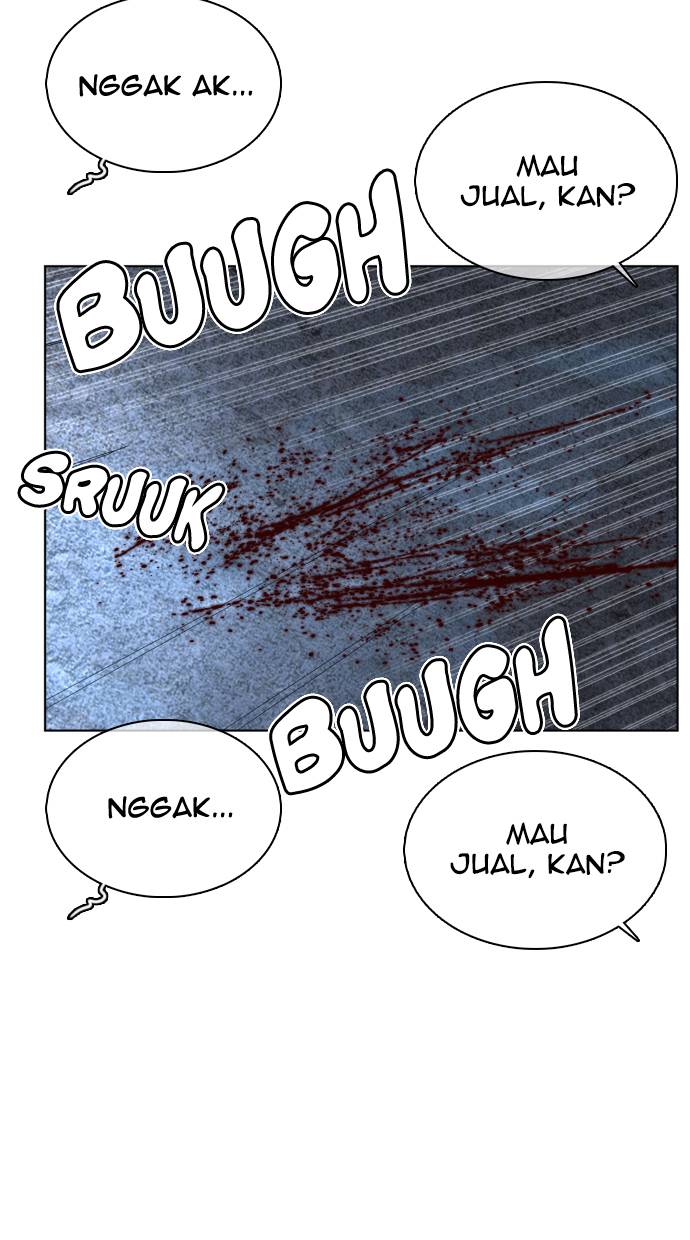 NGGAK AK...
MAU
JUAL, KAN?
BUUGH
SRUUK
BUUGH
NGGAK...
MAU
JUAL, KAN?